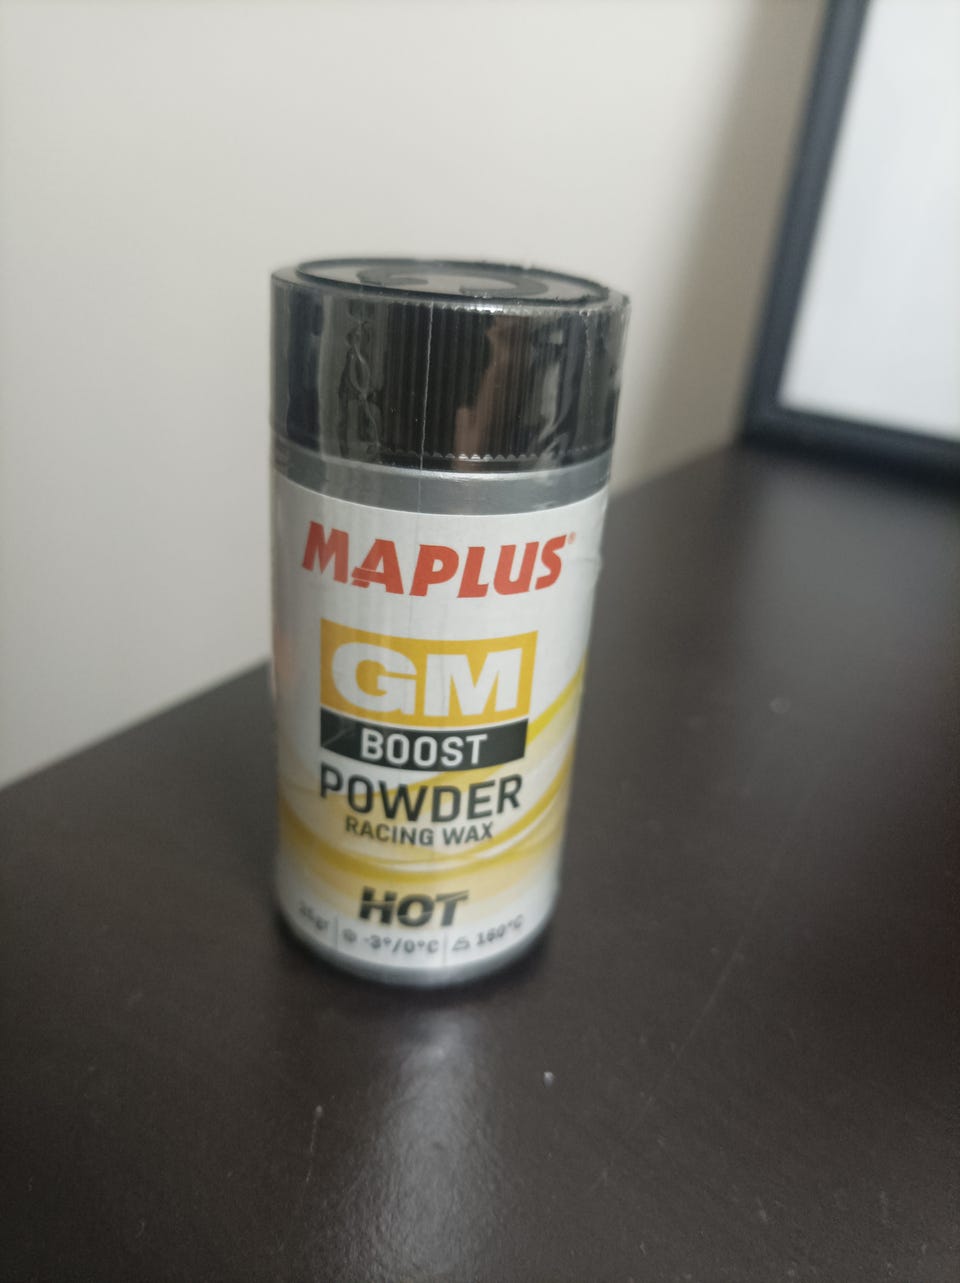 MAPLUS®
GM
BOOST
POWDER
RACING WAX
HOT
-3°/0°C 160°C